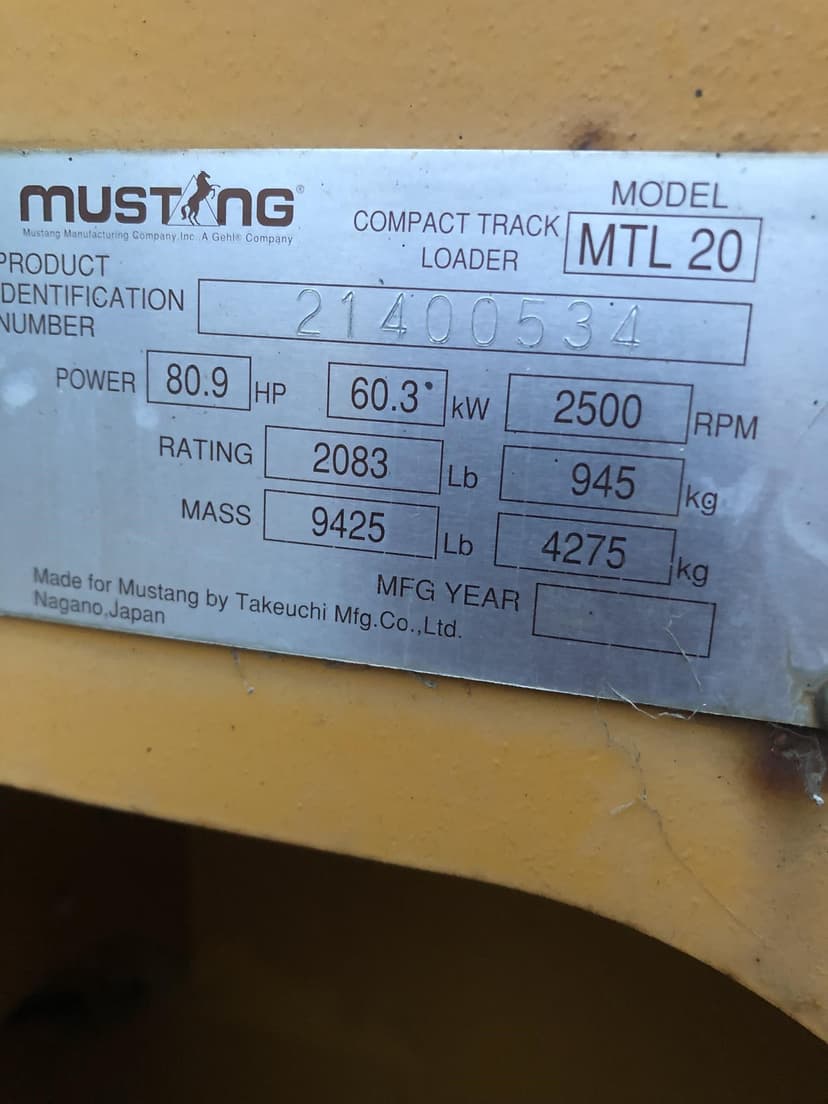 MUSTANG®
Mustang Manufacturing Company,Inc. A Gehl® Company
COMPACT TRACK
LOADER
MODEL
MTL 20
PRODUCT
IDENTIFICATION
NUMBER
21400534
POWER 80.9 HP 60.3 kW 2500 RPM
RATING 2083 Lb 945 kg
MASS 9425 Lb 4275 kg
MFG YEAR
Made for Mustang by Takeuchi Mfg.Co.,Ltd.
Nagano,Japan